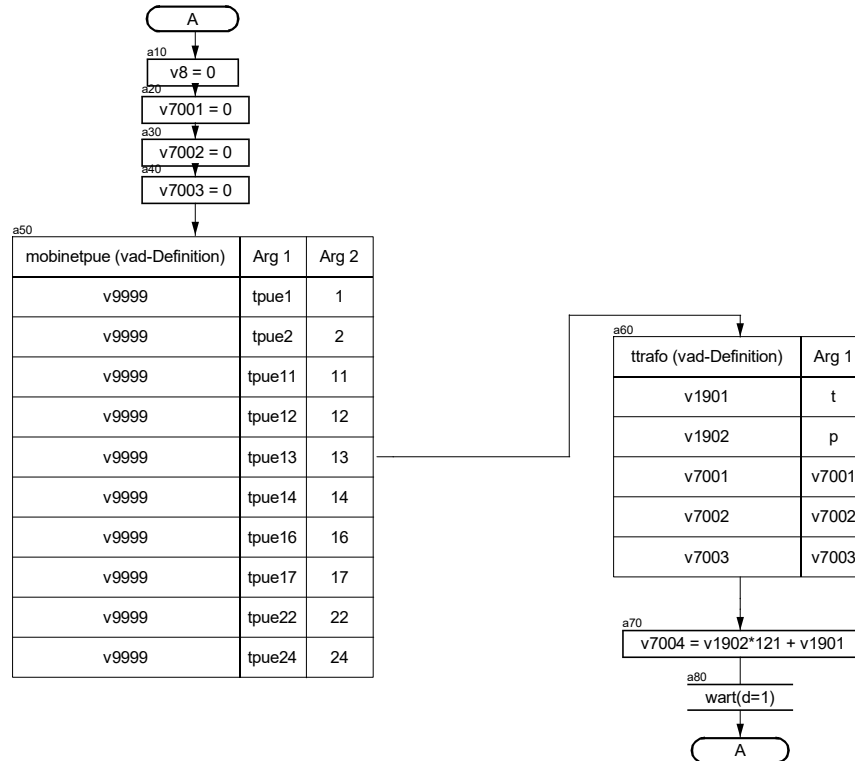 A
a10
v8 = 0
a20
v7001 = 0
a30
v7002 = 0
a40
v7003 = 0
a50
mobinetpue (vad-Definition) Arg 1 Arg 2
v9999 tpue1 1
v9999 tpue2 2
v9999 tpue11 11
v9999 tpue12 12
v9999 tpue13 13
v9999 tpue14 14
v9999 tpue16 16
v9999 tpue17 17
v9999 tpue22 22
v9999 tpue24 24
a60
ttrafo (vad-Definition) Arg 1
v1901 t
v1902 p
v7001 v7001
v7002 v7002
v7003 v7003
a70
v7004 = v1902*121 + v1901
a80
wart(d=1)
A